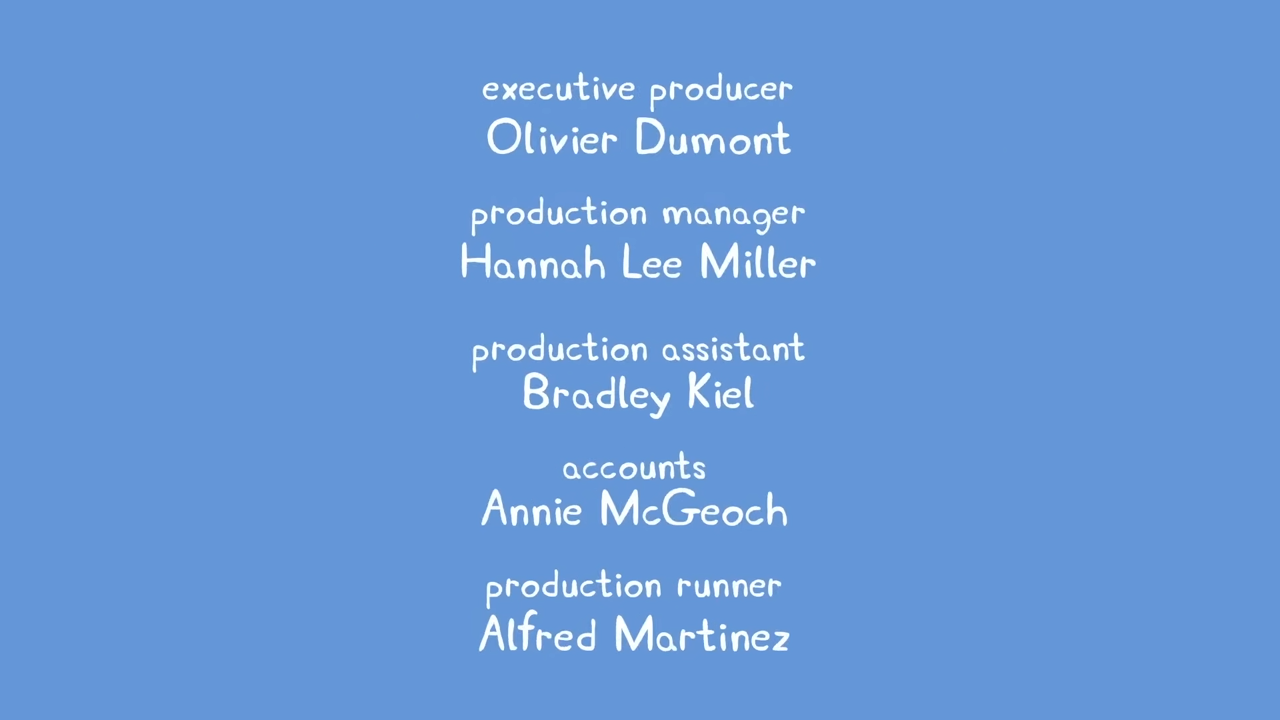 executive producer
Olivier Dumont
production manager
Hannah Lee Miller
production assistant
Bradley Kiel
accounts
Annie McGeoch
production runner
Alfred Martinez